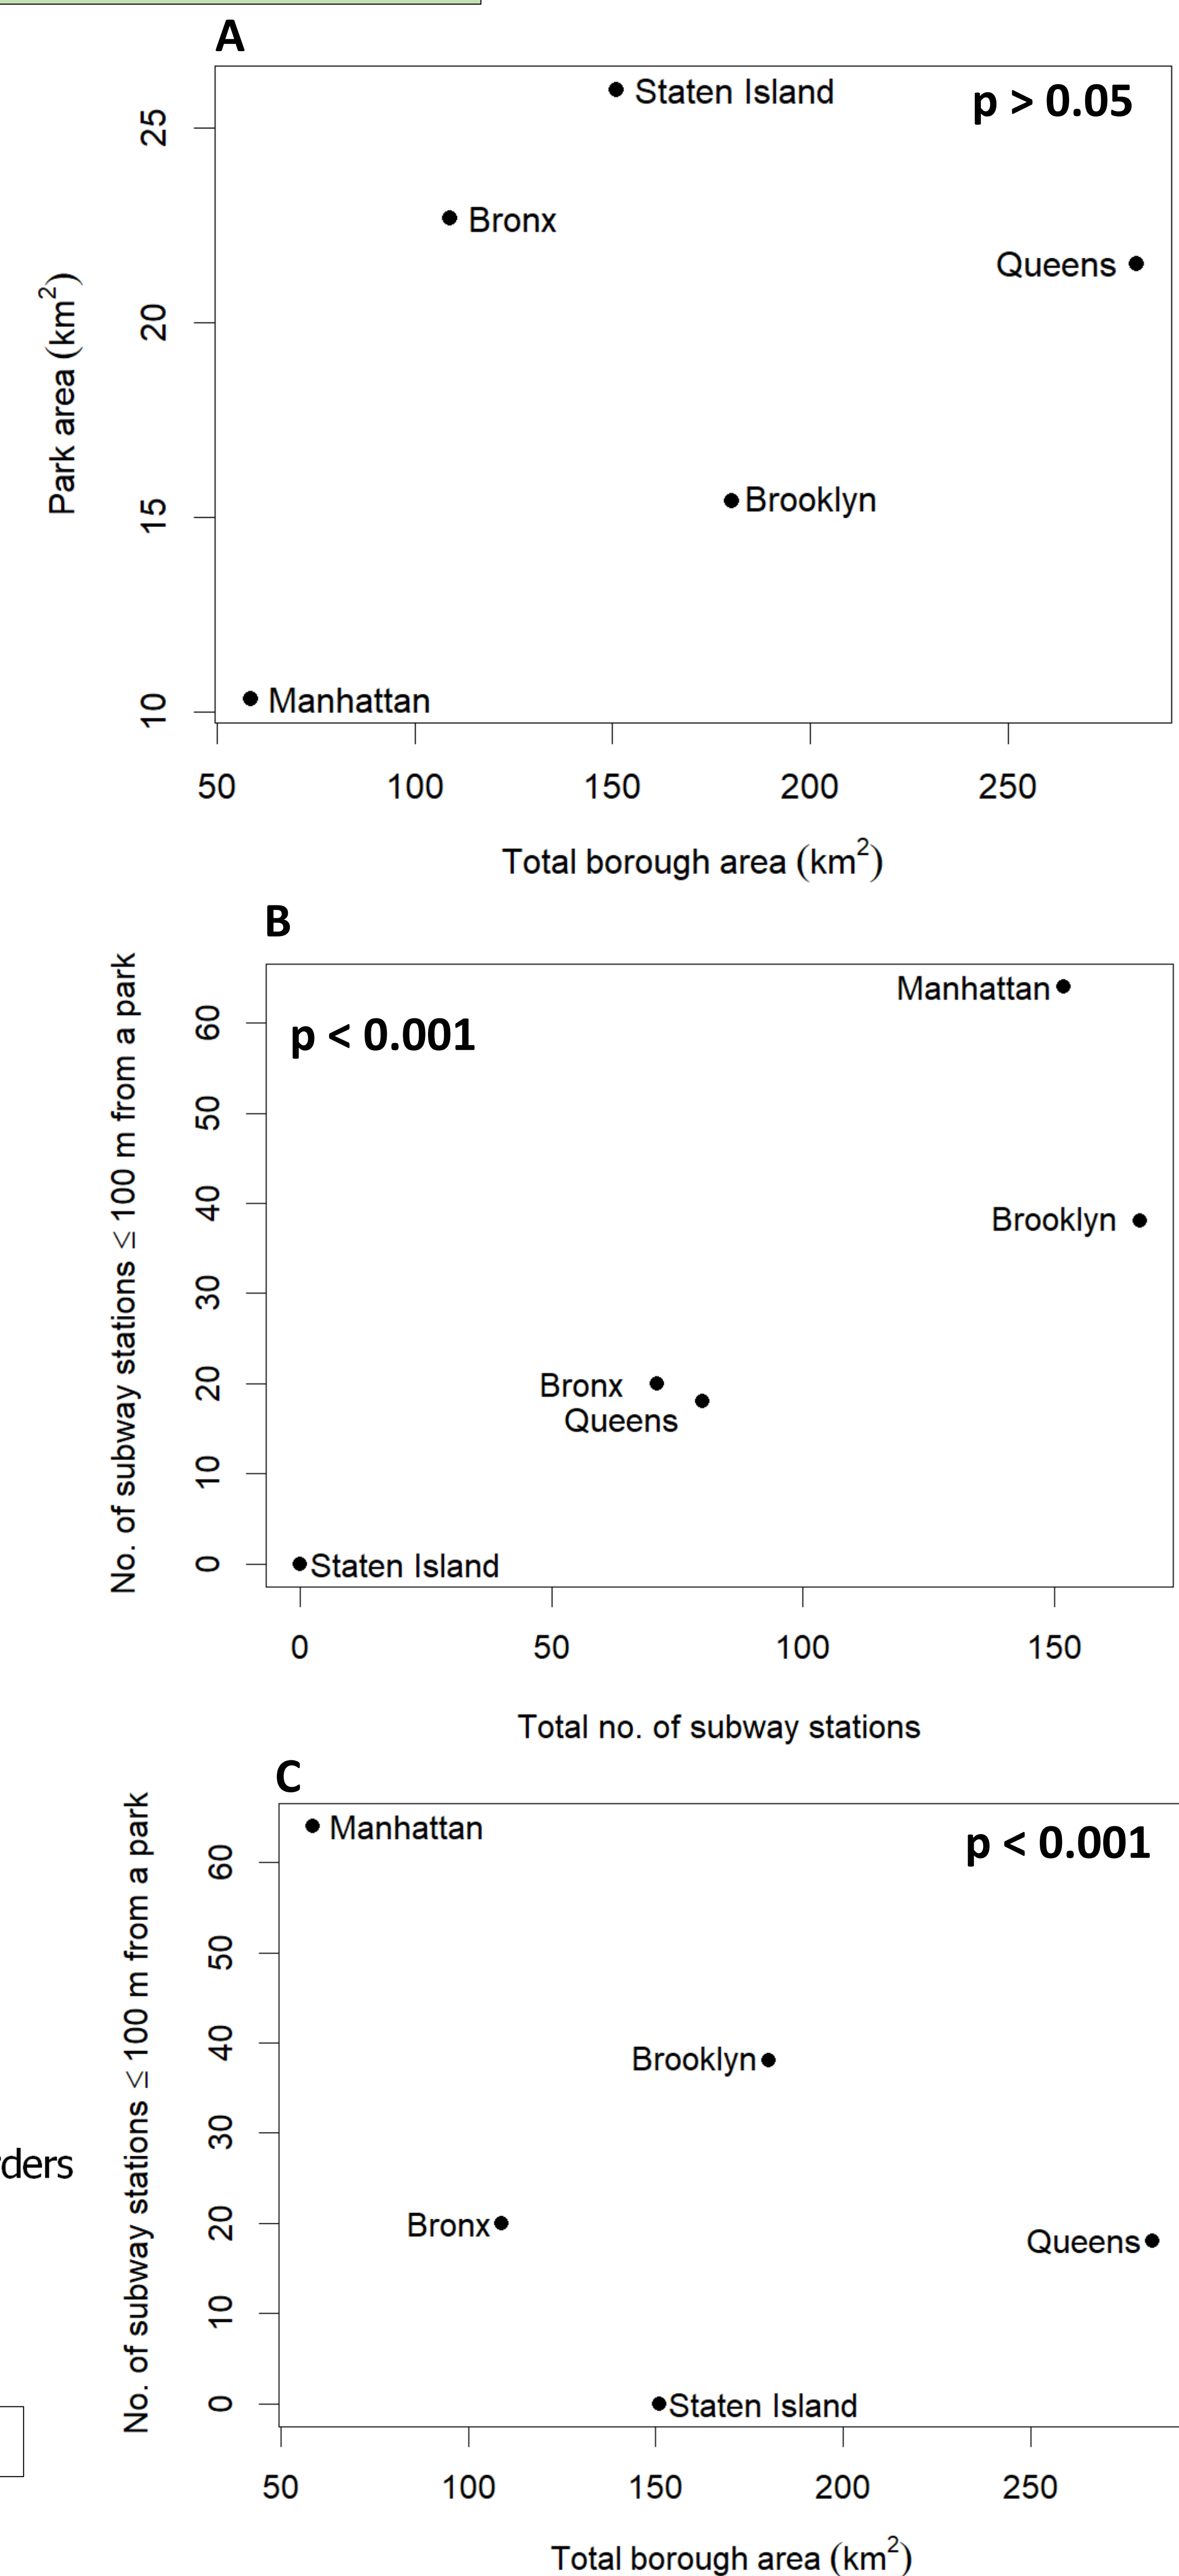 A
Staten Island
p > 0.05
25
Bronx
Queens
20
Park area (km²)
Brooklyn
15
Manhattan
10
50 100 150 200 250
Total borough area (km²)
B
Manhattan
p < 0.001
60
50
40
Brooklyn
No. of subway stations ≤ 100 m from a park
30
Bronx
20
Queens
10
0
Staten Island
0 50 100 150
Total no. of subway stations
C
Manhattan
p < 0.001
60
50
40
Brooklyn
No. of subway stations ≤ 100 m from a park
30
rders
Bronx
20
Queens
10
0
Staten Island
50 100 150 200 250
Total borough area (km²)